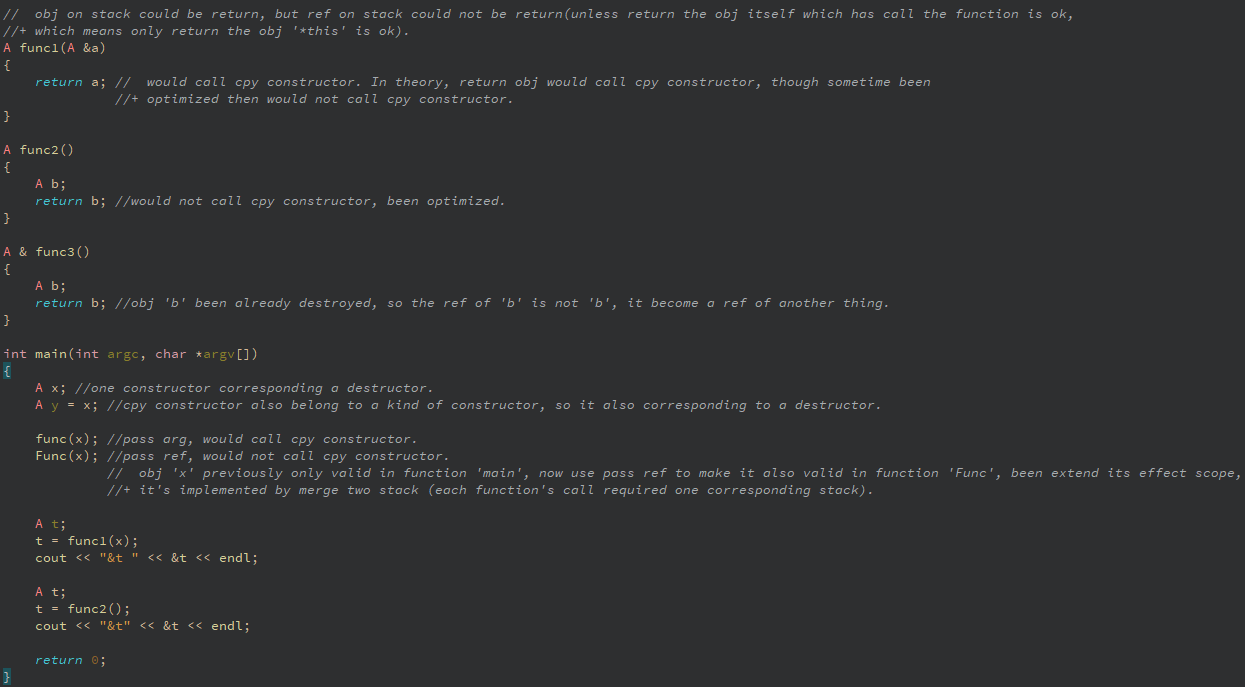 //  obj on stack could be return, but ref on stack could not be return(unless return the obj itself which has call the function is ok,
//+ which means only return the obj '*this' is ok).
A func1(A &a)
{
    return a; //  would call cpy constructor. In theory, return obj would call cpy constructor, though sometime been
              //+ optimized then would not call cpy constructor.
}

A func2()
{
    A b;
    return b; //would not call cpy constructor, been optimized.
}

A & func3()
{
    A b;
    return b; //obj 'b' been already destroyed, so the ref of 'b' is not 'b', it become a ref of another thing.
}

int main(int argc, char *argv[])
{
    A x; //one constructor corresponding a destructor.
    A y = x; //cpy constructor also belong to a kind of constructor, so it also corresponding to a destructor.

    func(x); //pass arg, would call cpy constructor.
    Func(x); //pass ref, would not call cpy constructor.
             //  obj 'x' previously only valid in function 'main', now use pass ref to make it also valid in function 'Func', been extend its effect scope,
             //+ it's implemented by merge two stack (each function's call required one corresponding stack).

    A t;
    t = func1(x);
    cout << "&t " << &t << endl;

    A t;
    t = func2();
    cout << "&t" << &t << endl;

    return 0;
}